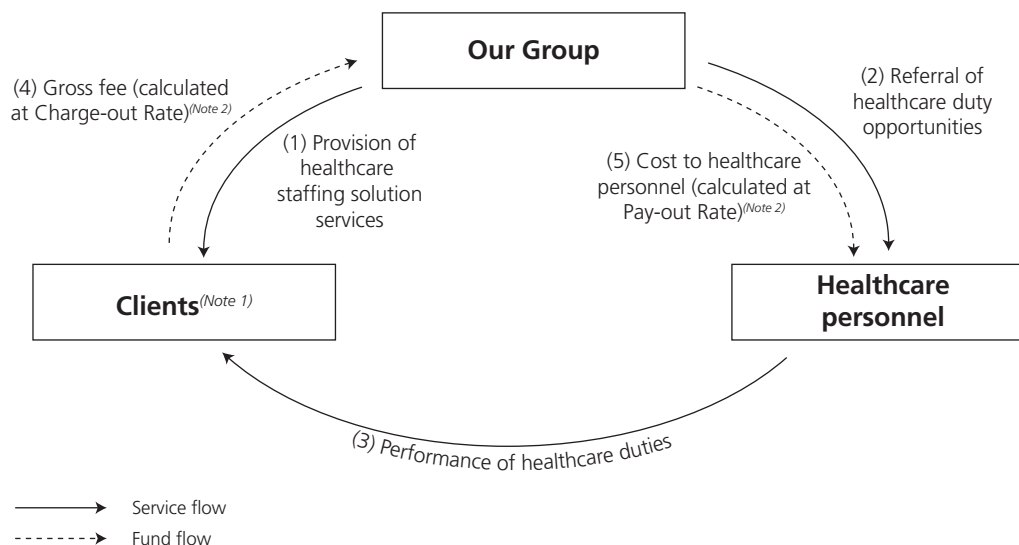 Our Group
(4) Gross fee (calculated
at Charge-out Rate)(Note 2)
(1) Provision of
healthcare
staffing solution
services
(2) Referral of
healthcare duty
opportunities
(5) Cost to healthcare
personnel (calculated at
Pay-out Rate)(Note 2)
Clients(Note 1)
Healthcare
personnel
(3) Performance of healthcare duties
Service flow
Fund flow